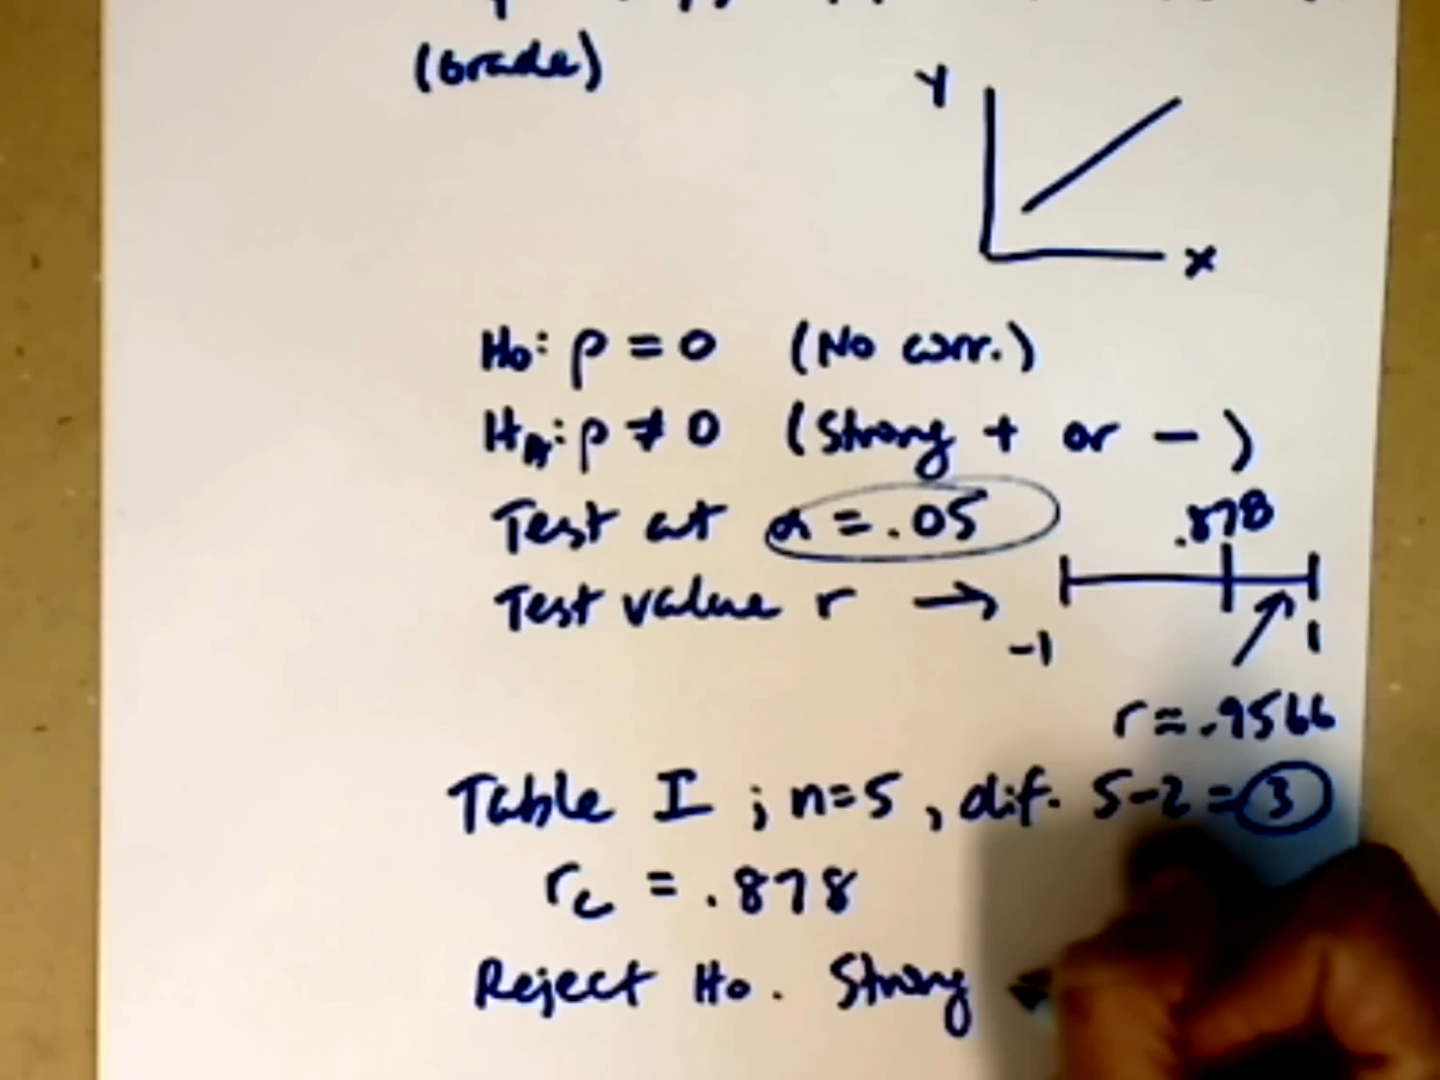 (Grade)
Y
X
Ho: ρ = 0 (No corr.)
HA: ρ ≠ 0 (Strong + or - )
Test at α = .05
.878
Test value r →
-1
1
r = .9566
Table I ; n=5 , d.f. 5-2 = 3
rc = .878
Reject Ho. Strong